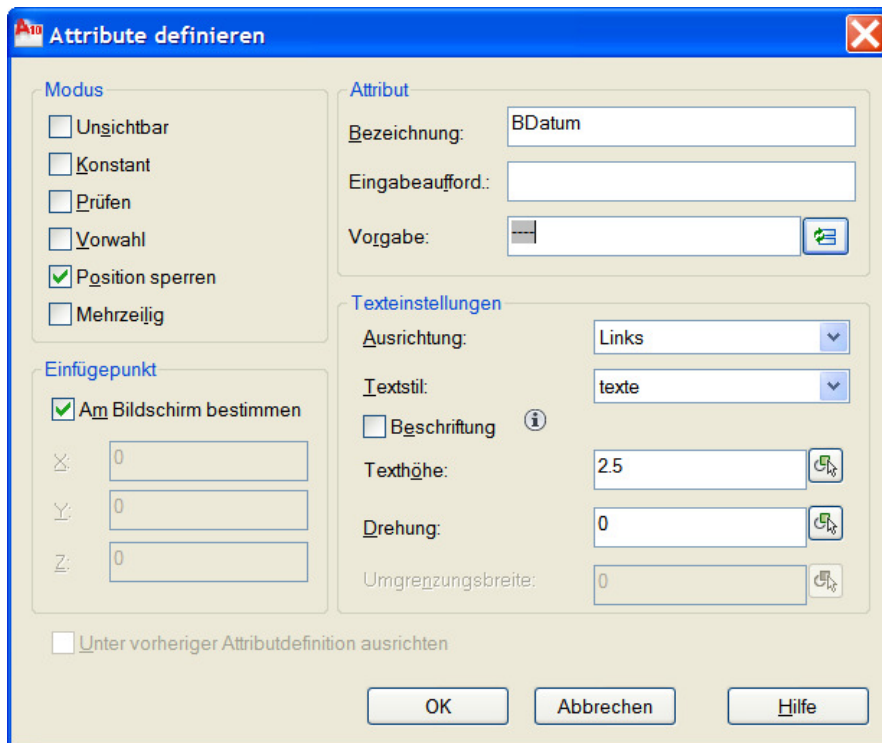 A10 Attribute definieren
Modus
Unsichtbar
Konstant
Prüfen
Vorwahl
Position sperren
Mehrzeilig
Einfügepunkt
Am Bildschirm bestimmen
X: 0
Y: 0
Z: 0
Attribut
Bezeichnung: BDatum
Eingabeaufford.:
Vorgabe: ----
Texteinstellungen
Ausrichtung: Links
Textstil: texte
Beschriftung i
Texthöhe: 2.5
Drehung: 0
Umgrenzungsbreite: 0
Unter vorheriger Attributdefinition ausrichten
OK Abbrechen Hilfe